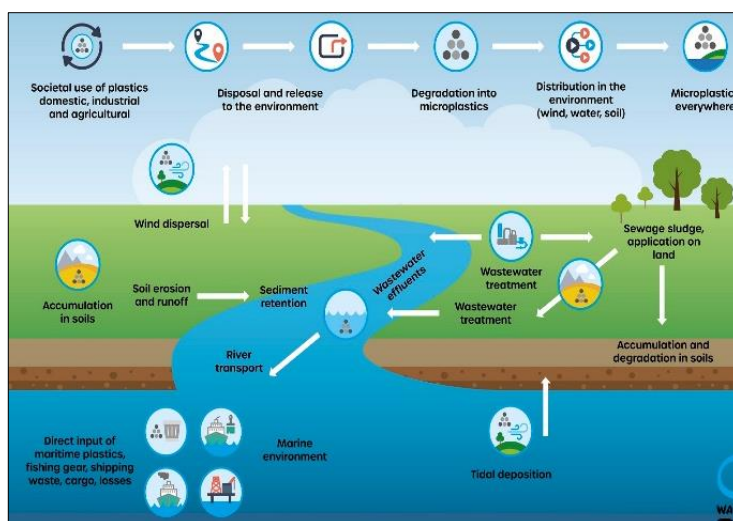 Societal use of plastics
domestic, industrial
and agricultural
Disposal and release
to the environment
Degradation into
microplastics
Distribution in the
environment
(wind, water, soil)
Microplastic
everywhere
Wind dispersal
Sewage sludge,
application on
land
Wastewater
treatment
Wastewater
effluents
Accumulation
in soils
Soil erosion
and runoff
Sediment
retention
Wastewater
treatment
Accumulation and
degradation in soils
River
transport
Direct input of
maritime plastics,
fishing gear, shipping
waste, cargo, losses
Marine
environment
Tidal deposition
WA